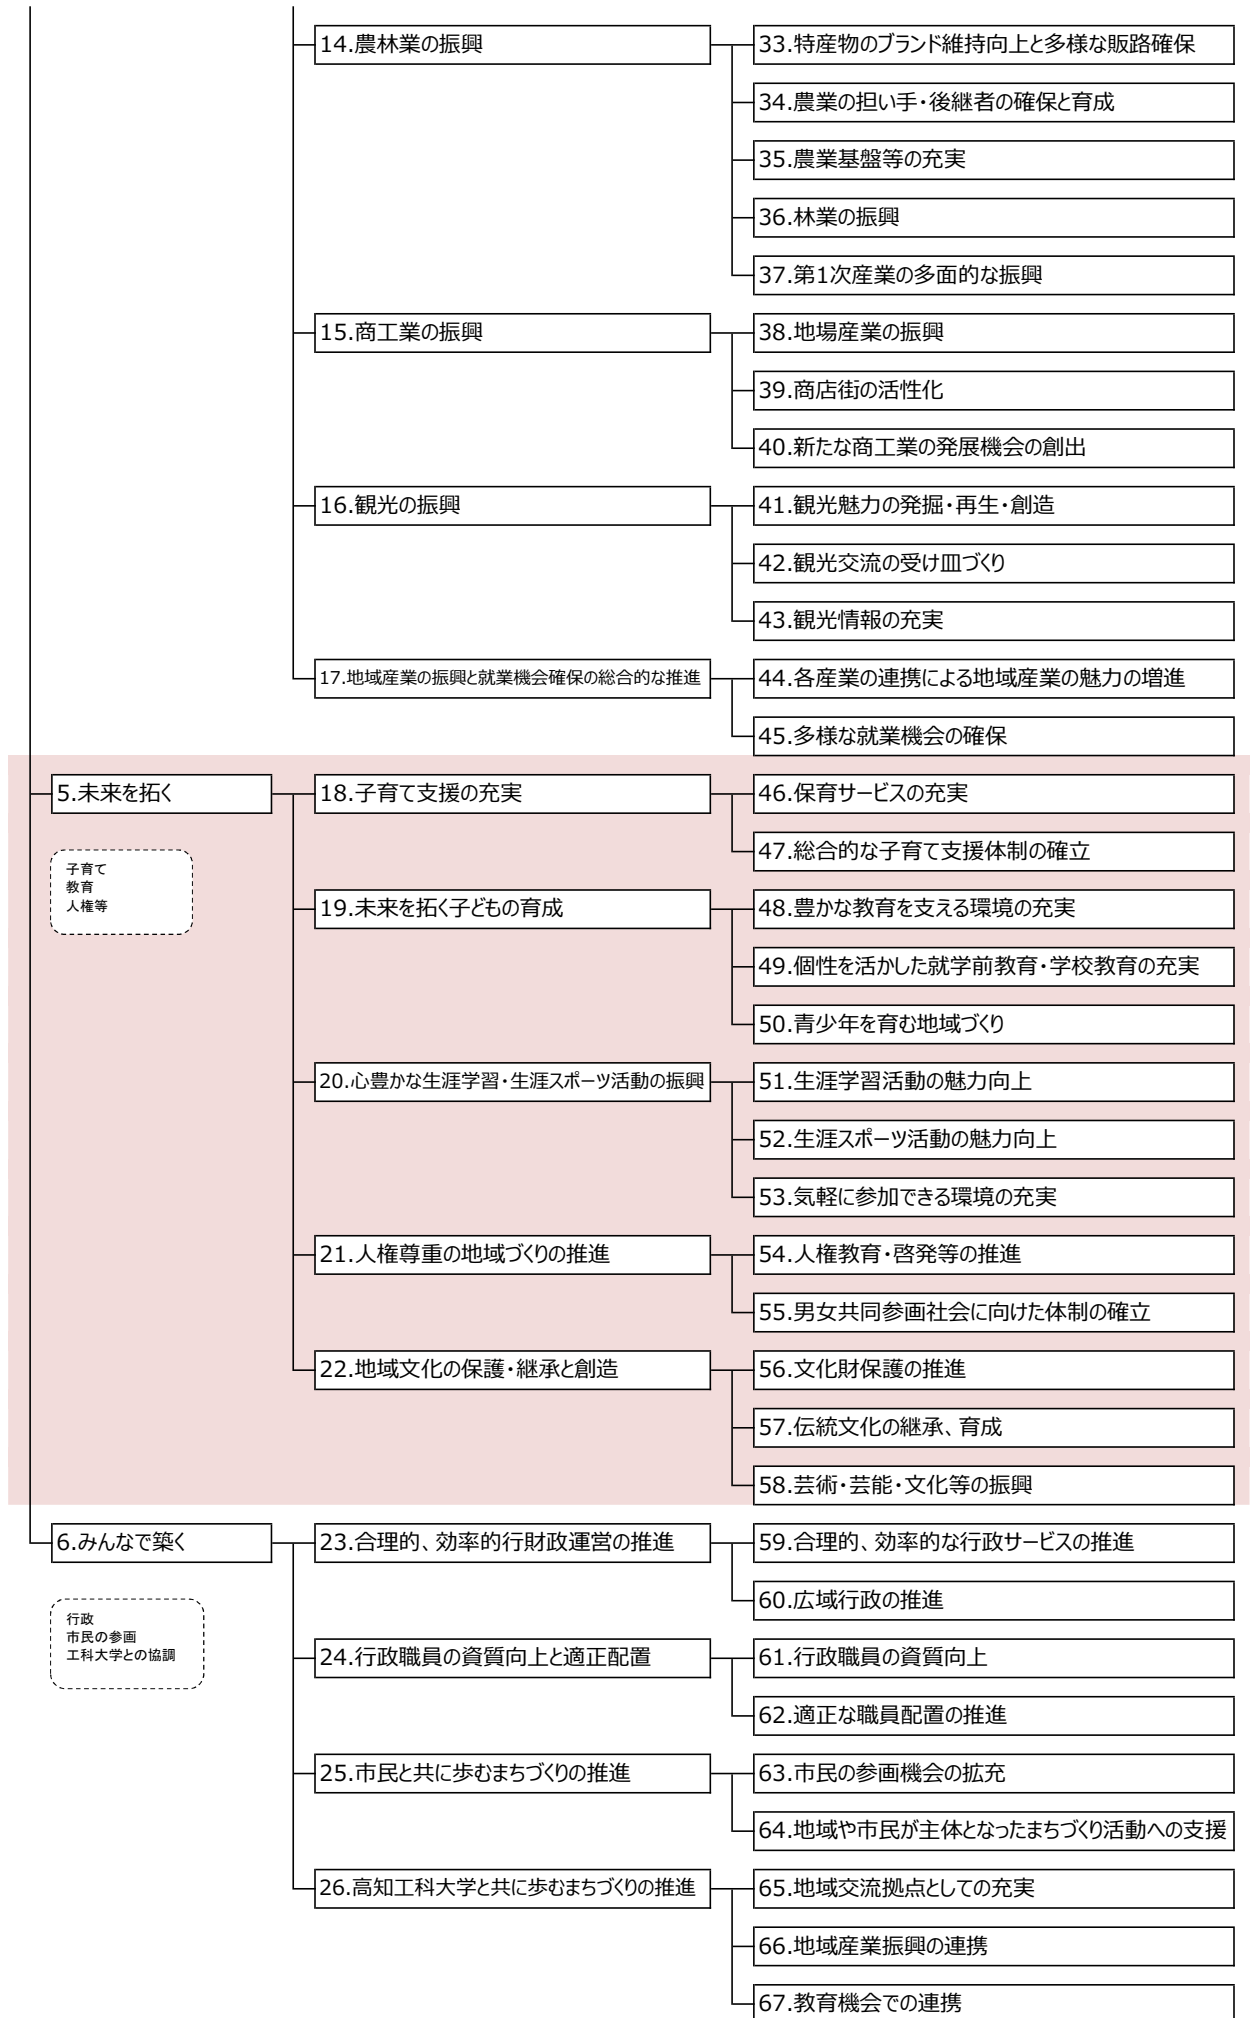 14.農林業の振興
33.特産物のブランド維持向上と多様な販路確保
34.農業の担い手・後継者の確保と育成
35.農業基盤等の充実
36.林業の振興
37.第1次産業の多面的な振興
15.商工業の振興
38.地場産業の振興
39.商店街の活性化
40.新たな商工業の発展機会の創出
16.観光の振興
41.観光魅力の発掘・再生・創造
42.観光交流の受け皿づくり
43.観光情報の充実
17.地域産業の振興と就業機会確保の総合的な推進
44.各産業の連携による地域産業の魅力の増進
45.多様な就業機会の確保
5.未来を拓く
子育て
教育
人権等
18.子育て支援の充実
46.保育サービスの充実
47.総合的な子育て支援体制の確立
19.未来を拓く子どもの育成
48.豊かな教育を支える環境の充実
49.個性を活かした就学前教育・学校教育の充実
50.青少年を育む地域づくり
20.心豊かな生涯学習・生涯スポーツ活動の振興
51.生涯学習活動の魅力向上
52.生涯スポーツ活動の魅力向上
53.気軽に参加できる環境の充実
21.人権尊重の地域づくりの推進
54.人権教育・啓発等の推進
55.男女共同参画社会に向けた体制の確立
22.地域文化の保護・継承と創造
56.文化財保護の推進
57.伝統文化の継承、育成
58.芸術・芸能・文化等の振興
6.みんなで築く
行政
市民の参画
工科大学との協調
23.合理的、効率的行財政運営の推進
59.合理的、効率的な行政サービスの推進
60.広域行政の推進
24.行政職員の資質向上と適正配置
61.行政職員の資質向上
62.適正な職員配置の推進
25.市民と共に歩むまちづくりの推進
63.市民の参画機会の拡充
64.地域や市民が主体となったまちづくり活動への支援
26.高知工科大学と共に歩むまちづくりの推進
65.地域交流拠点としての充実
66.地域産業振興の連携
67.教育機会での連携